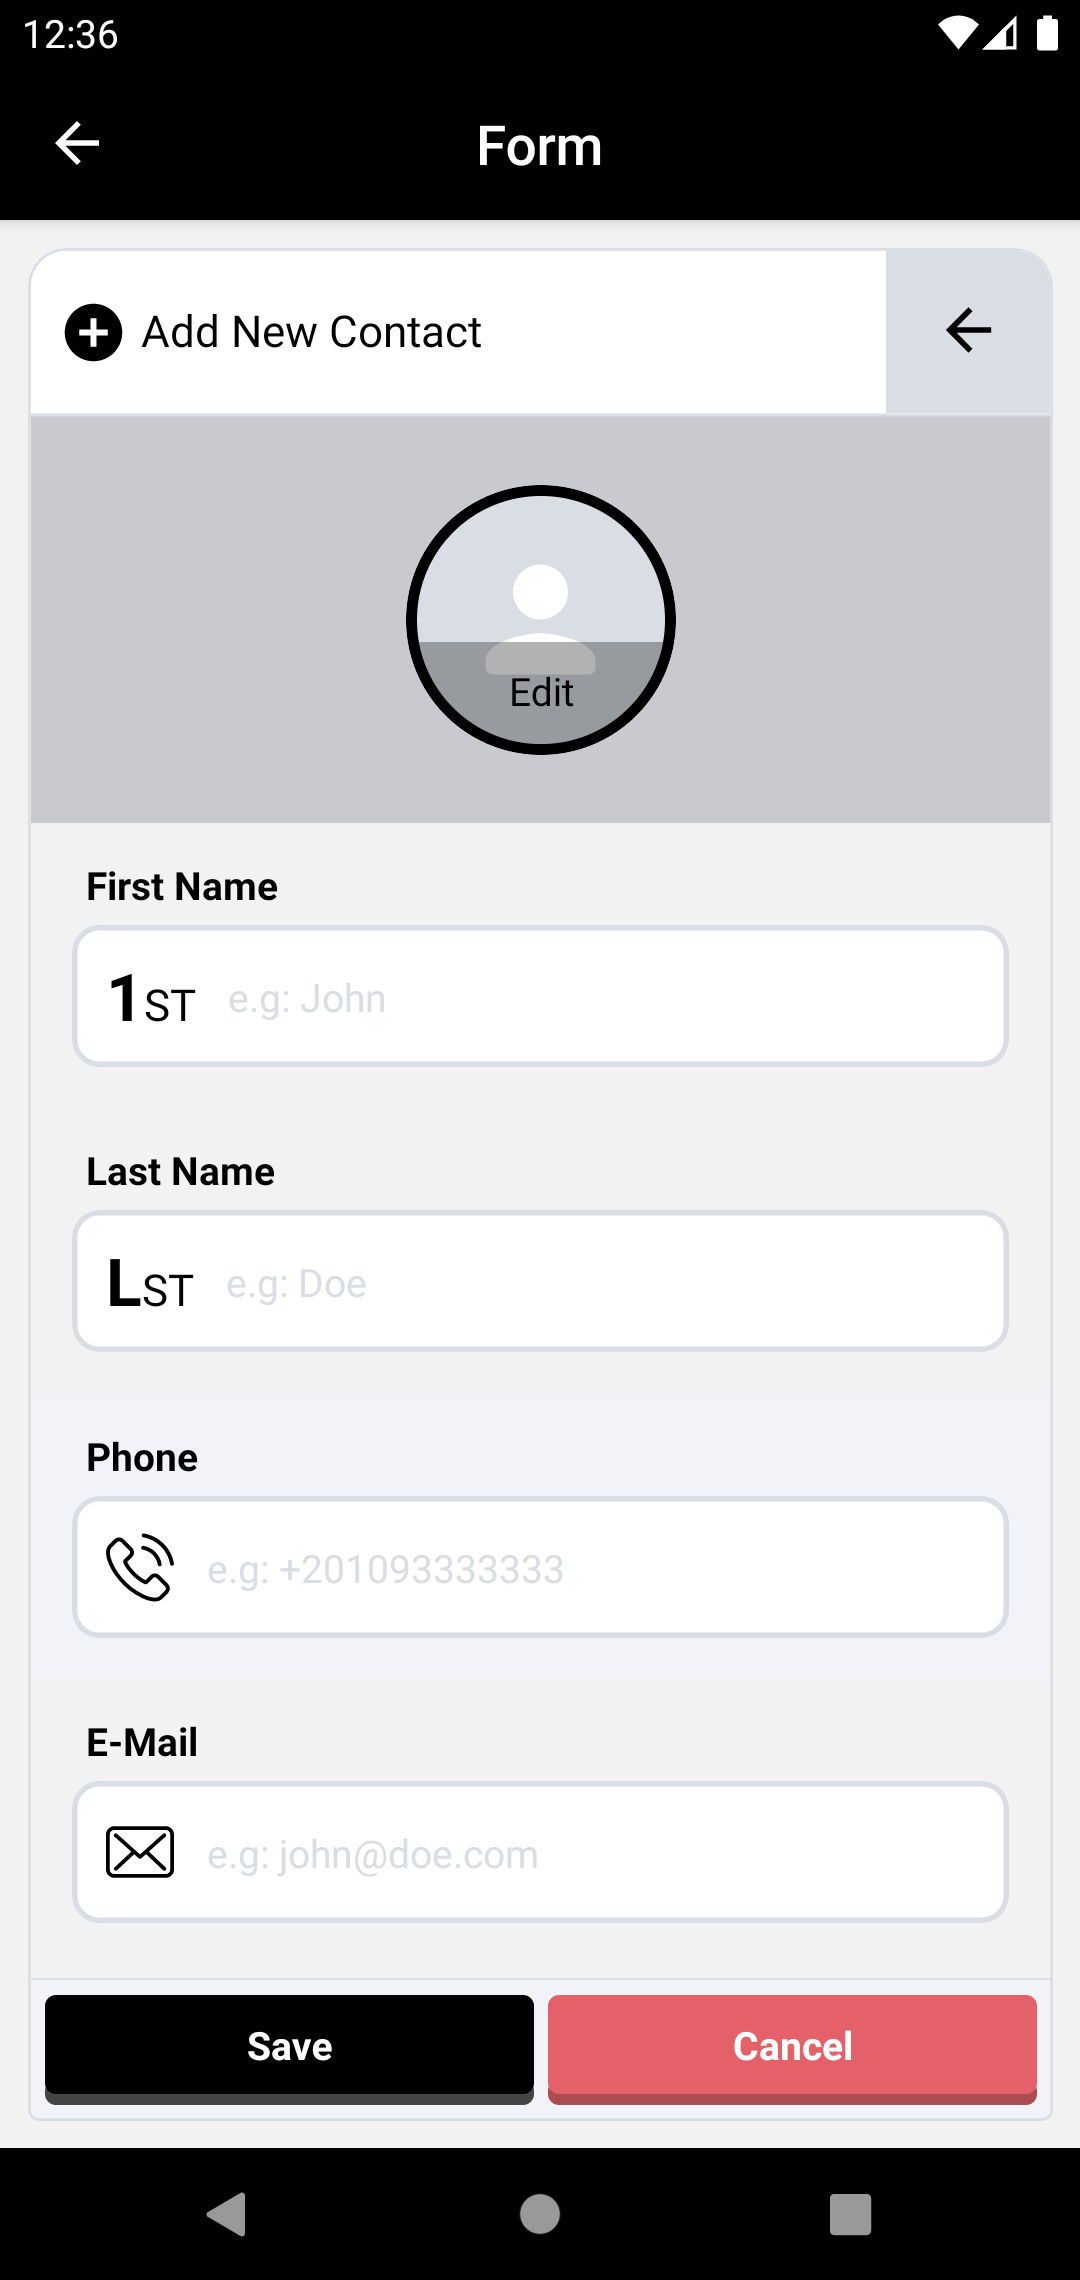 12:36
Form
Add New Contact
Edit
First Name
1ST e.g: John
Last Name
LST e.g: Doe
Phone
e.g: +201093333333
E-Mail
e.g: john@doe.com
Save Cancel